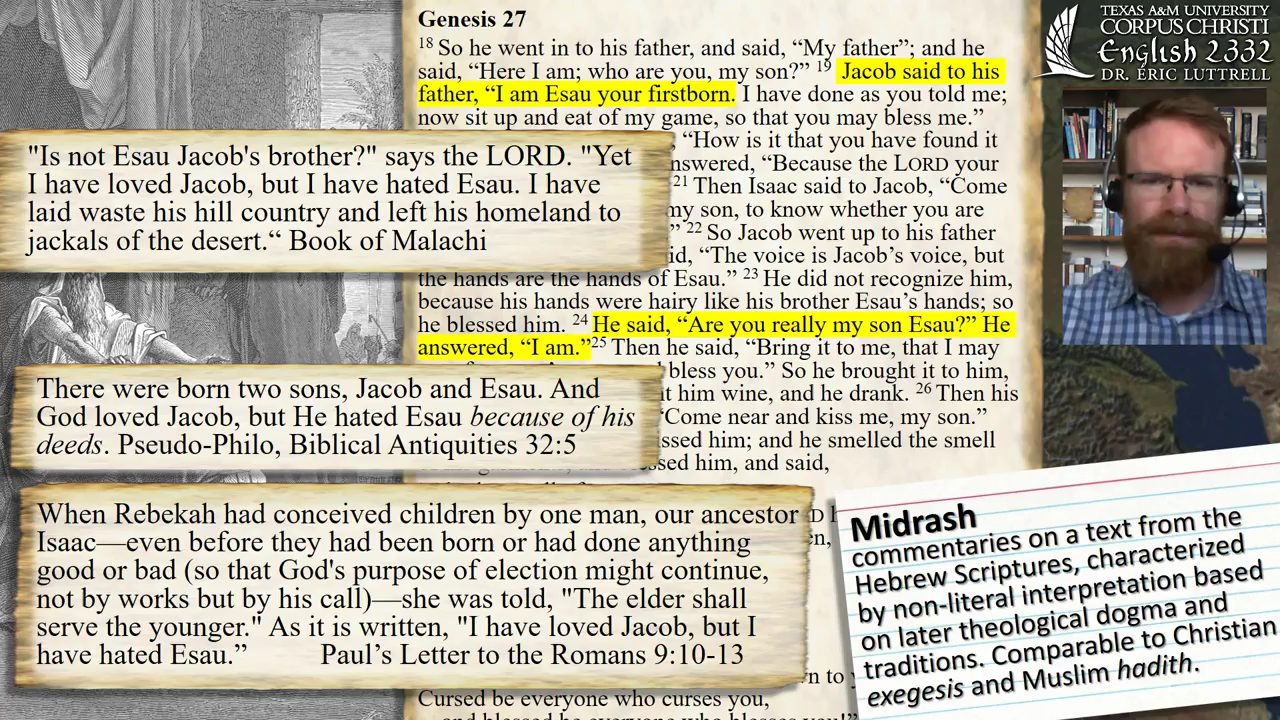 Genesis 27
18 So he went in to his father, and said, “My father”; and he
said, “Here I am; who are you, my son?” 19 Jacob said to his
father, “I am Esau your firstborn. I have done as you told me;
now sit up and eat of my game, so that you may bless me.”
“How is it that you have found it
answered, “Because the LORD your
21 Then Isaac said to Jacob, “Come
my son, to know whether you are
” 22 So Jacob went up to his father
“The voice is Jacob’s voice, but
the hands are the hands of Esau.” 23 He did not recognize him,
because his hands were hairy like his brother Esau’s hands; so
he blessed him. 24 He said, “Are you really my son Esau?” He
answered, “I am.”25 Then he said, “Bring it to me, that I may
bless you.” So he brought it to him,
him wine, and he drank. 26 Then his
“Come near and kiss me, my son.”
him; and he smelled the smell
him, and said,
Cursed be everyone who curses you,
and blessed be everyone who blesses you!”
"Is not Esau Jacob's brother?" says the LORD. "Yet
I have loved Jacob, but I have hated Esau. I have
laid waste his hill country and left his homeland to
jackals of the desert.“ Book of Malachi
There were born two sons, Jacob and Esau. And
God loved Jacob, but He hated Esau because of his
deeds. Pseudo-Philo, Biblical Antiquities 32:5
When Rebekah had conceived children by one man, our ancestor
Isaac—even before they had been born or had done anything
good or bad (so that God's purpose of election might continue,
not by works but by his call)—she was told, "The elder shall
serve the younger." As it is written, "I have loved Jacob, but I
have hated Esau.” Paul’s Letter to the Romans 9:10-13
TEXAS A&M UNIVERSITY
CORPUS CHRISTI
English 2332
DR. ERIC LUTTRELL
Midrash
commentaries on a text from the
Hebrew Scriptures, characterized
by non-literal interpretation based
on later theological dogma and
traditions. Comparable to Christian
exegesis and Muslim hadith.